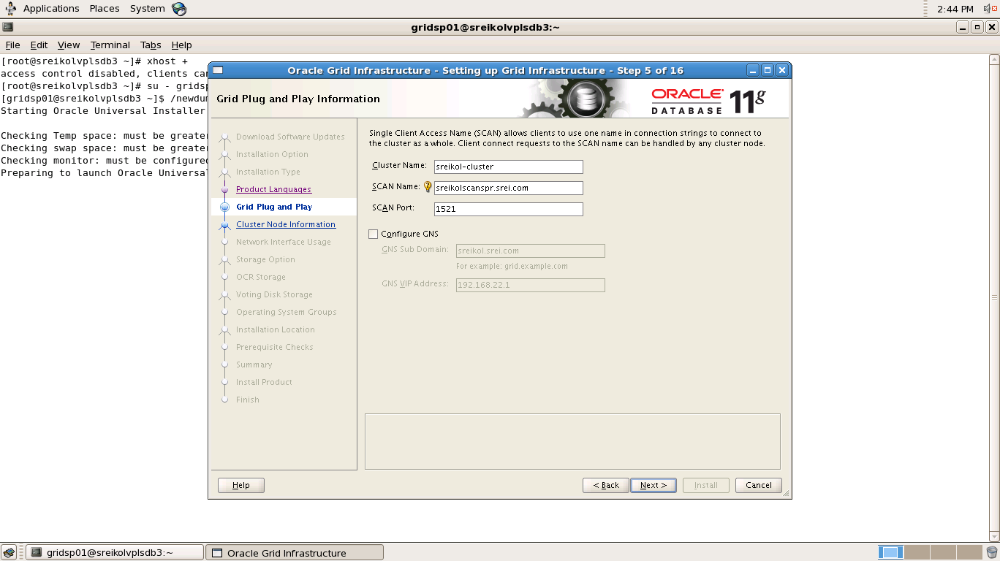 Applications Places System 2:44 PM
gridsp01@sreikolvplsdb3:~
File Edit View Terminal Tabs Help
[root@sreikolvplsdb3 ~]# xhost +
access control disabled, clients can
[root@sreikolvplsdb3 ~]# su - gridsp
[gridsp01@sreikolvplsdb3 ~]$ /newdum
Starting Oracle Universal Installer
Checking Temp space: must be greater
Checking swap space: must be greater
Checking monitor: must be configured
Preparing to launch Oracle Universal
Oracle Grid Infrastructure - Setting up Grid Infrastructure - Step 5 of 16
Grid Plug and Play Information
ORACLE
DATABASE 11g
Download Software Updates
Installation Option
Installation Type
Product Languages
Grid Plug and Play
Cluster Node Information
Network Interface Usage
Storage Option
OCR Storage
Voting Disk Storage
Operating System Groups
Installation Location
Prerequisite Checks
Summary
Install Product
Finish
Single Client Access Name (SCAN) allows clients to use one name in connection strings to connect to
the cluster as a whole. Client connect requests to the SCAN name can be handled by any cluster node.
Cluster Name: sreikol-cluster
SCAN Name: sreikolscanspr.srei.com
SCAN Port: 1521
Configure GNS
GNS Sub Domain: sreikol.srei.com
For example: grid.example.com
GNS VIP Address: 192.168.22.1
Help < Back Next > Install Cancel
gridsp01@sreikolvplsdb3:~ Oracle Grid Infrastructure